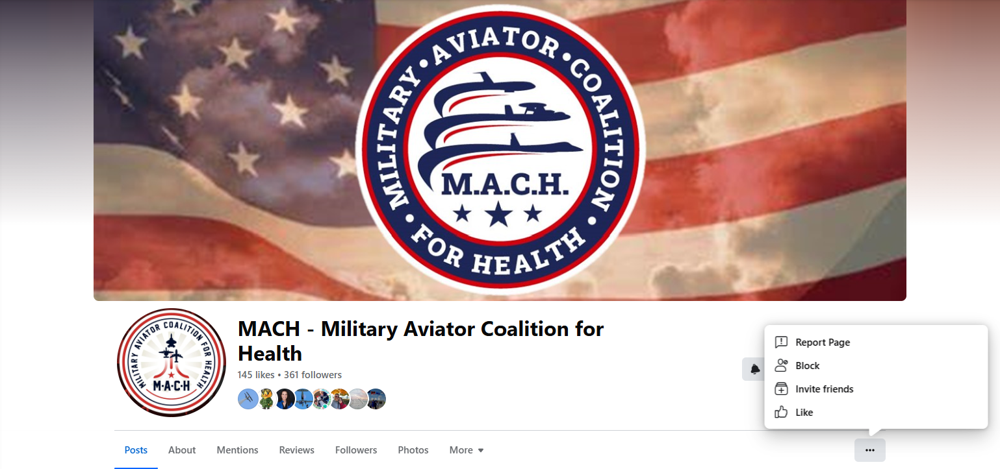 MILITARY • AVIATOR • COALITION • FOR HEALTH •
M.A.C.H.
MILITARY AVIATOR COALITION FOR HEALTH
M•A•C•H
MACH - Military Aviator Coalition for
Health
145 likes • 361 followers
Report Page
Block
Invite friends
Like
Posts About Mentions Reviews Followers Photos More